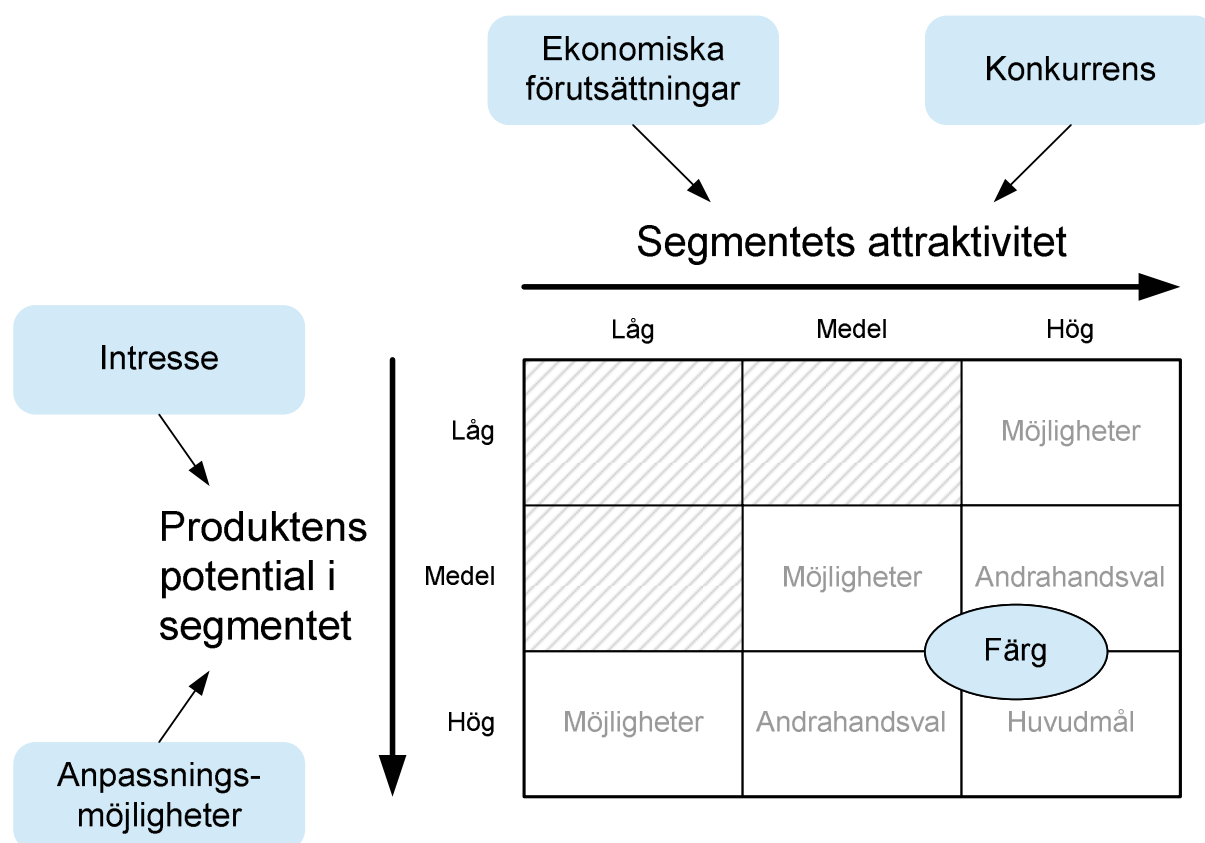 Ekonomiska
förutsättningar
Konkurrens
Segmentets attraktivitet
Låg
Medel
Hög
Intresse
Låg
Möjligheter
Produktens
potential i
segmentet
Medel
Möjligheter
Andrahandsval
Färg
Hög
Möjligheter
Andrahandsval
Huvudmål
Anpassnings-
möjligheter